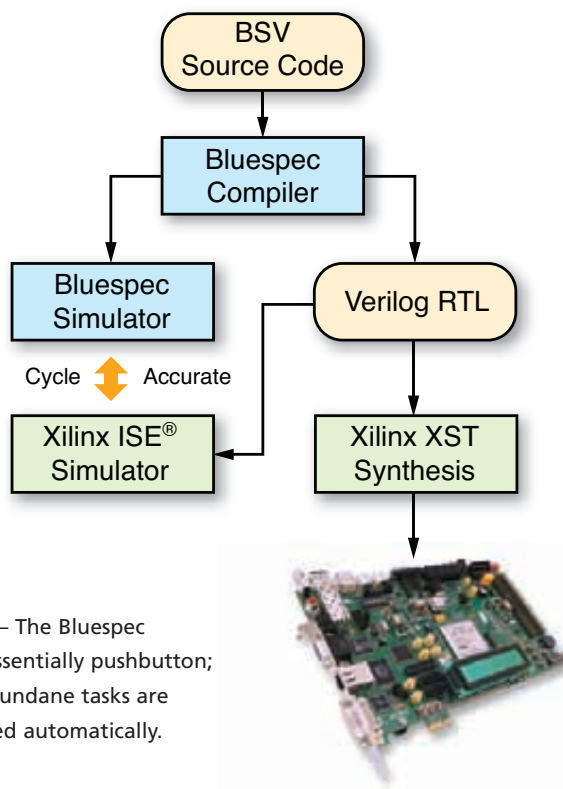 BSV
Source Code
Bluespec
Compiler
Bluespec
Simulator
Verilog RTL
Cycle Accurate
Xilinx ISE®
Simulator
Xilinx XST
Synthesis
– The Bluespec
ssentially pushbutton;
undane tasks are
ed automatically.